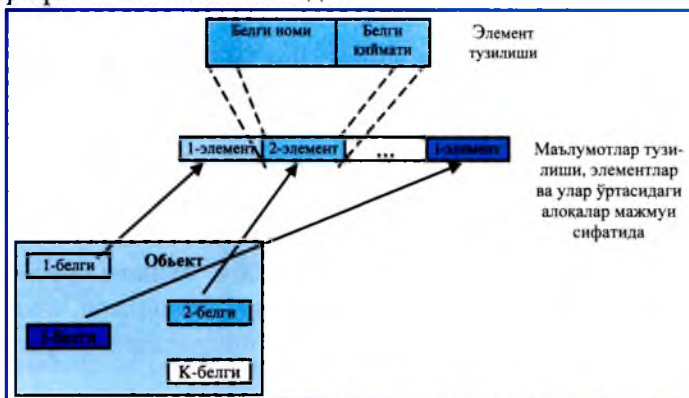 Белги номи
Белги
қиймати
Элемент
тузилиши
1-элемент
2-элемент
...
i-элемент
Маълумотлар тузи-
лиши, элементлар
ва улар ўртасидаги
алоқалар мажмуи
сифатида
Обьект
1-белги
2-белги
i-белги
К-белги